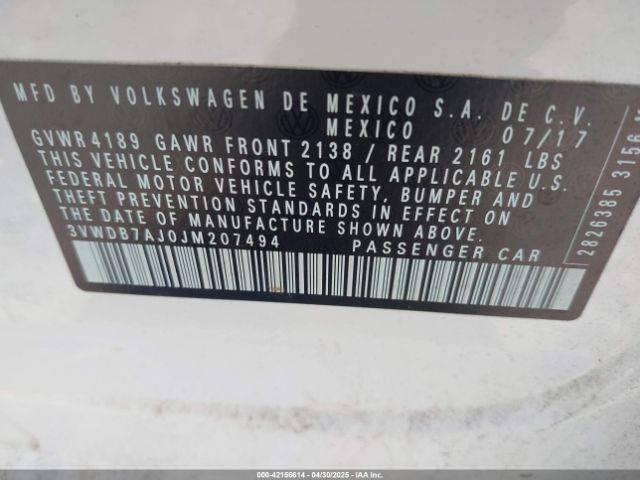 MFD BY VOLKSWAGEN DE MEXICO S.A. DE C.V.
MEXICO 07/17
GVWR 4189 GAWR FRONT 2138 / REAR 2161 LBS
THIS VEHICLE CONFORMS TO ALL APPLICABLE U.S.
FEDERAL MOTOR VEHICLE SAFETY, BUMPER AND
THEFT PREVENTION STANDARDS IN EFFECT ON
THE DATE OF MANUFACTURE SHOWN ABOVE.
3VWDB7AJ0JM207494 PASSENGER CAR
2826385
000-42156614 - 04/30/2025 - IAA Inc.